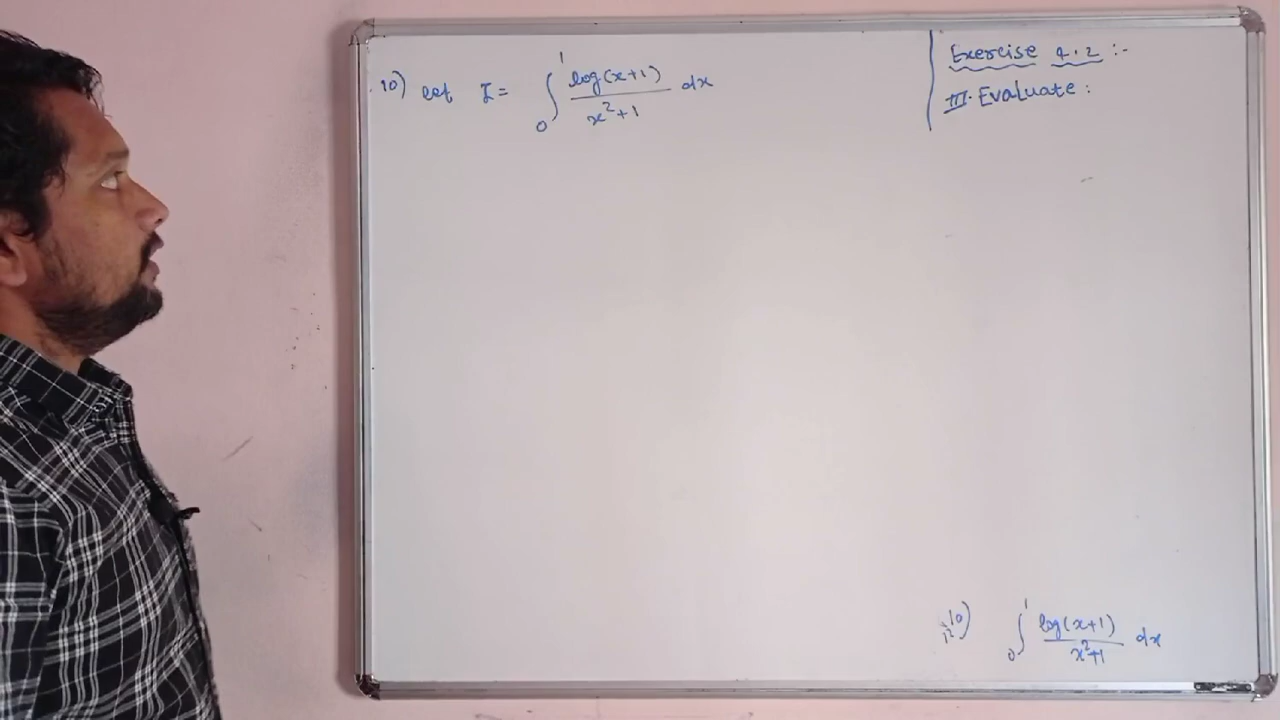 10) let I = ∫₀¹ log(x+1) / x²+1 dx
Exercise 4.2 :-
III. Evaluate :
10) ∫₀¹ log(x+1) / x²+1 dx